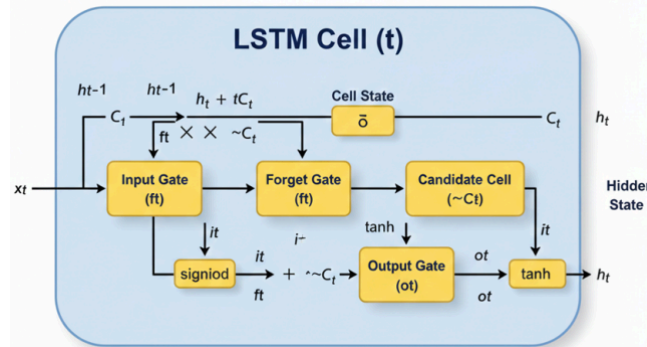 LSTM Cell (t)
ht-1 ht-1 ht + tCt
Cell State
Ct ō Ct ht
ft × × ~Ct
xt
Input Gate
(ft)
Forget Gate
(ft)
Candidate Cell
(~Ct)
Hidden
State
it tanh it
signiod
it
ft
+ ~Ct
Output Gate
(ot)
ot
ot
tanh
ht